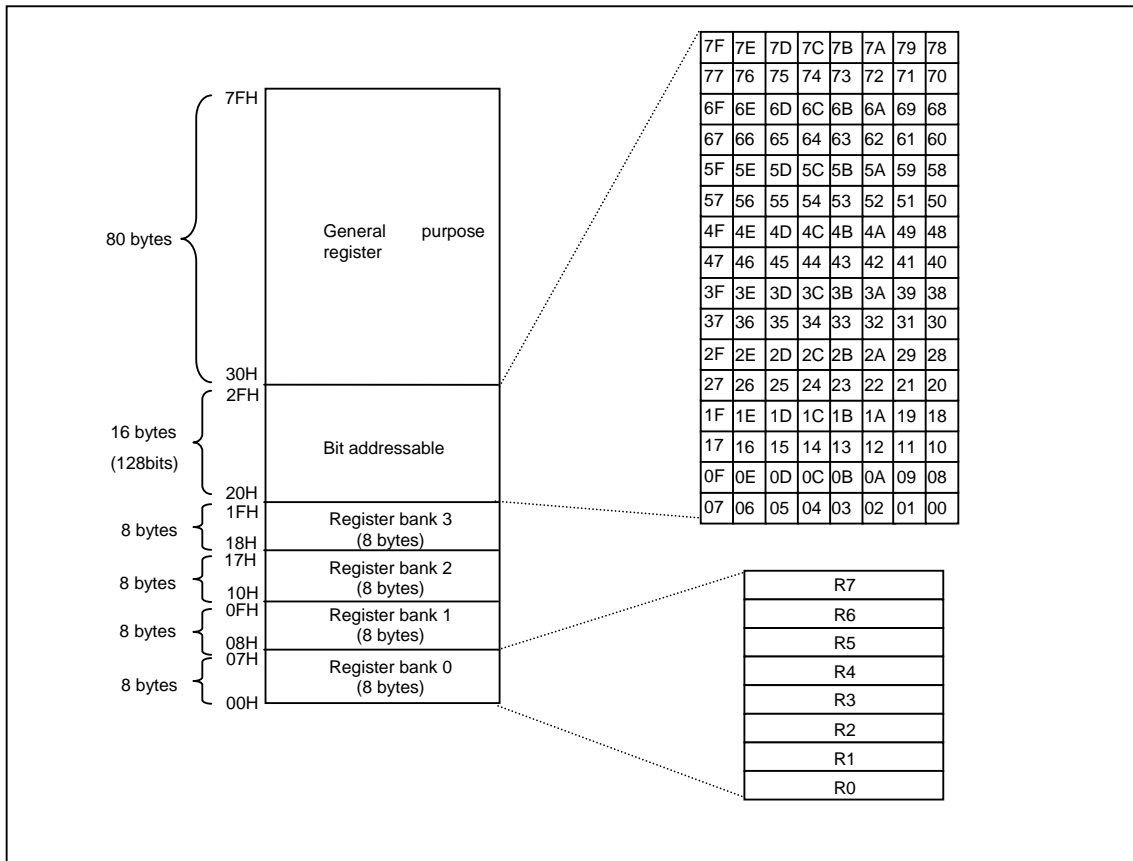 7FH
80 bytes
General purpose
register
30H
2FH
16 bytes
(128bits)
Bit addressable
20H
1FH
8 bytes
Register bank 3
(8 bytes)
18H
17H
8 bytes
Register bank 2
(8 bytes)
10H
0FH
8 bytes
Register bank 1
(8 bytes)
08H
07H
8 bytes
Register bank 0
(8 bytes)
00H
7F 7E 7D 7C 7B 7A 79 78
77 76 75 74 73 72 71 70
6F 6E 6D 6C 6B 6A 69 68
67 66 65 64 63 62 61 60
5F 5E 5D 5C 5B 5A 59 58
57 56 55 54 53 52 51 50
4F 4E 4D 4C 4B 4A 49 48
47 46 45 44 43 42 41 40
3F 3E 3D 3C 3B 3A 39 38
37 36 35 34 33 32 31 30
2F 2E 2D 2C 2B 2A 29 28
27 26 25 24 23 22 21 20
1F 1E 1D 1C 1B 1A 19 18
17 16 15 14 13 12 11 10
0F 0E 0D 0C 0B 0A 09 08
07 06 05 04 03 02 01 00
R7
R6
R5
R4
R3
R2
R1
R0